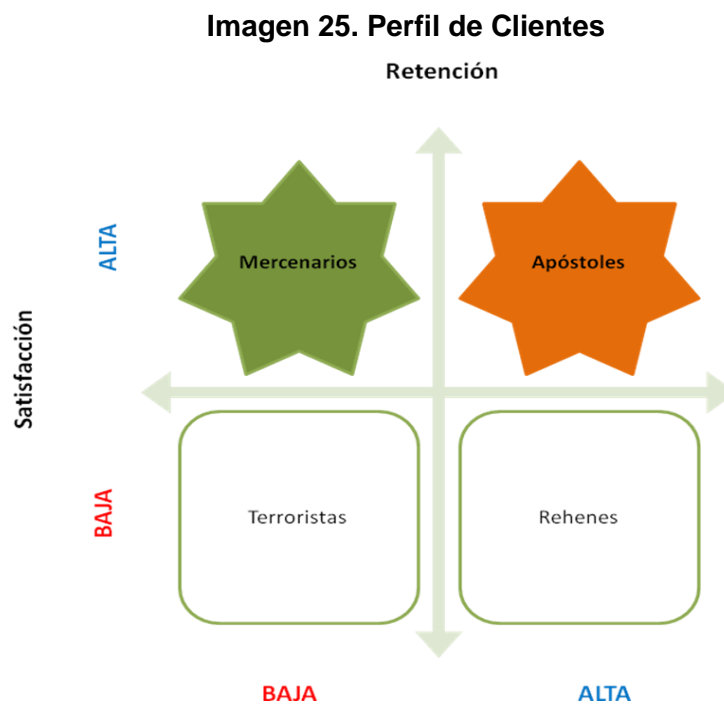 Imagen 25. Perfil de Clientes
Retención
ALTA
Mercenarios
Apóstoles
Satisfacción
BAJA
Terroristas
Rehenes
BAJA
ALTA